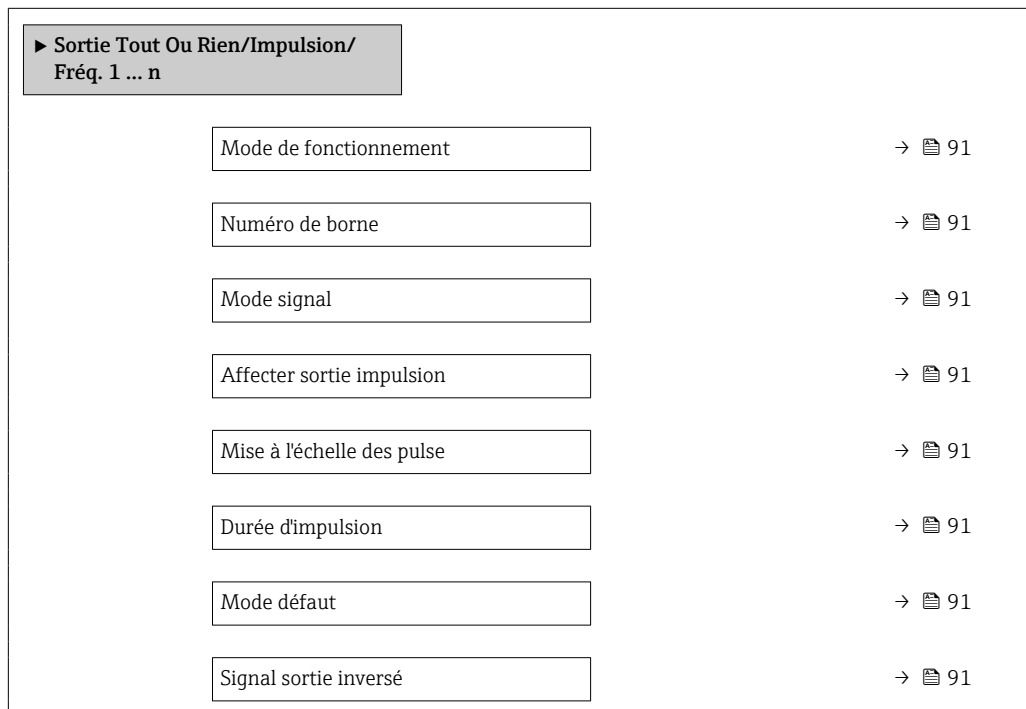 ▶ Sortie Tout Ou Rien/Impulsion/
Fréq. 1 ... n
Mode de fonctionnement → 91
Numéro de borne → 91
Mode signal → 91
Affecter sortie impulsion → 91
Mise à l'échelle des pulse → 91
Durée d'impulsion → 91
Mode défaut → 91
Signal sortie inversé → 91